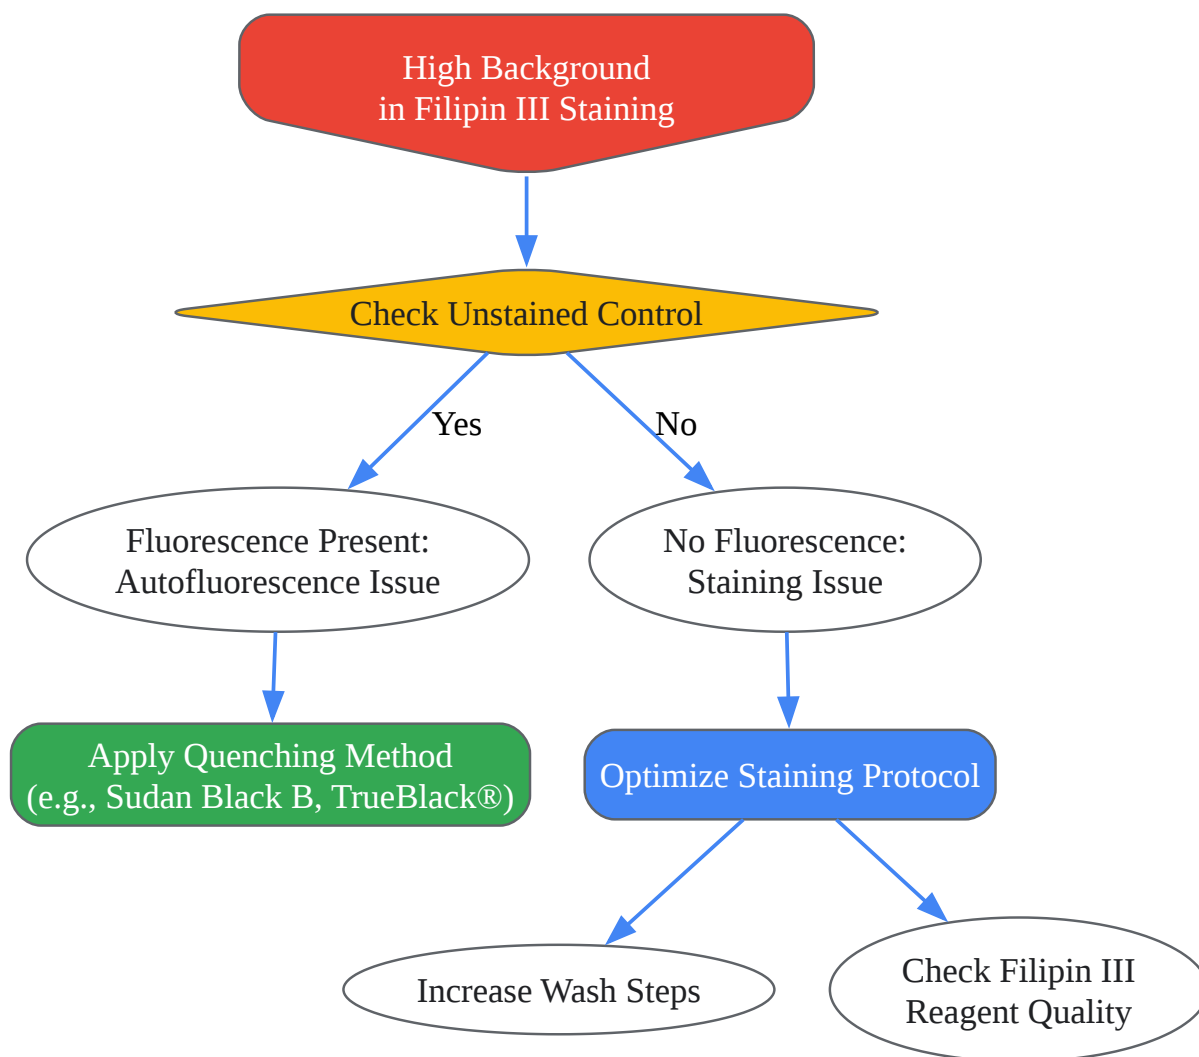 High Background
in Filipin III Staining
Check Unstained Control
Yes
No
Fluorescence Present:
Autofluorescence Issue
No Fluorescence:
Staining Issue
Apply Quenching Method
(e.g., Sudan Black B, TrueBlack®)
Optimize Staining Protocol
Increase Wash Steps
Check Filipin III
Reagent Quality